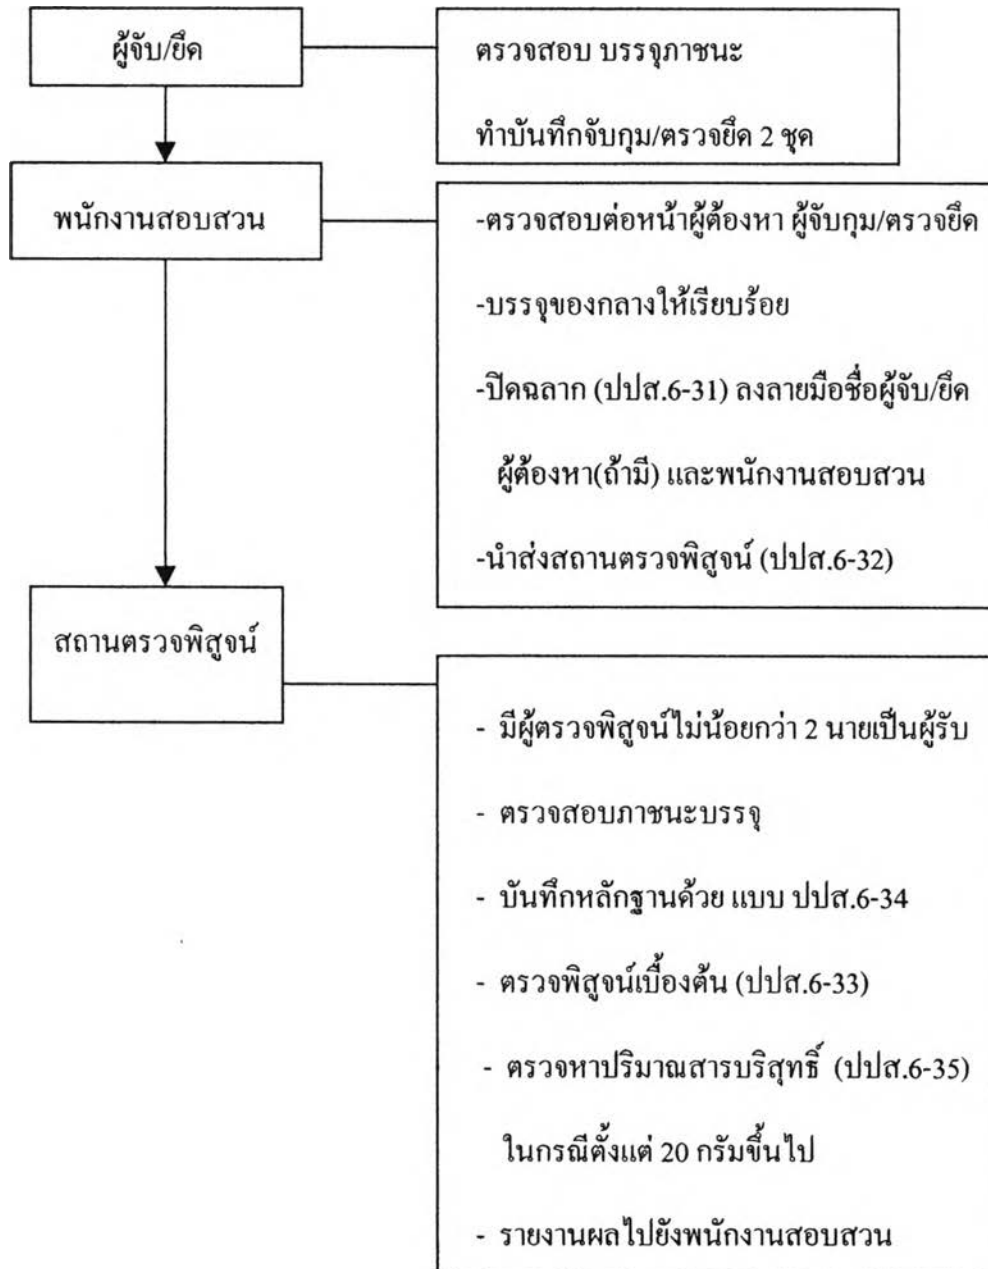 ผู้จับ/ยึด
ตรวจสอบ บรรจุภาชนะ
ทำบันทึกจับกุม/ตรวจยึด 2 ชุด
พนักงานสอบสวน
-ตรวจสอบต่อหน้าผู้ต้องหา ผู้จับกุม/ตรวจยึด
-บรรจุของกลางให้เรียบร้อย
-ปิดฉลาก (ปปส.6-31) ลงลายมือชื่อผู้จับ/ยึด
ผู้ต้องหา(ถ้ามี) และพนักงานสอบสวน
-นำส่งสถานตรวจพิสูจน์ (ปปส.6-32)
สถานตรวจพิสูจน์
- มีผู้ตรวจพิสูจน์ไม่น้อยกว่า 2 นายเป็นผู้รับ
- ตรวจสอบภาชนะบรรจุ
- บันทึกหลักฐานด้วย แบบ ปปส.6-34
- ตรวจพิสูจน์เบื้องต้น (ปปส.6-33)
- ตรวจหาปริมาณสารบริสุทธิ์ (ปปส.6-35)
ในกรณีตั้งแต่ 20 กรัมขึ้นไป
- รายงานผลไปยังพนักงานสอบสวน